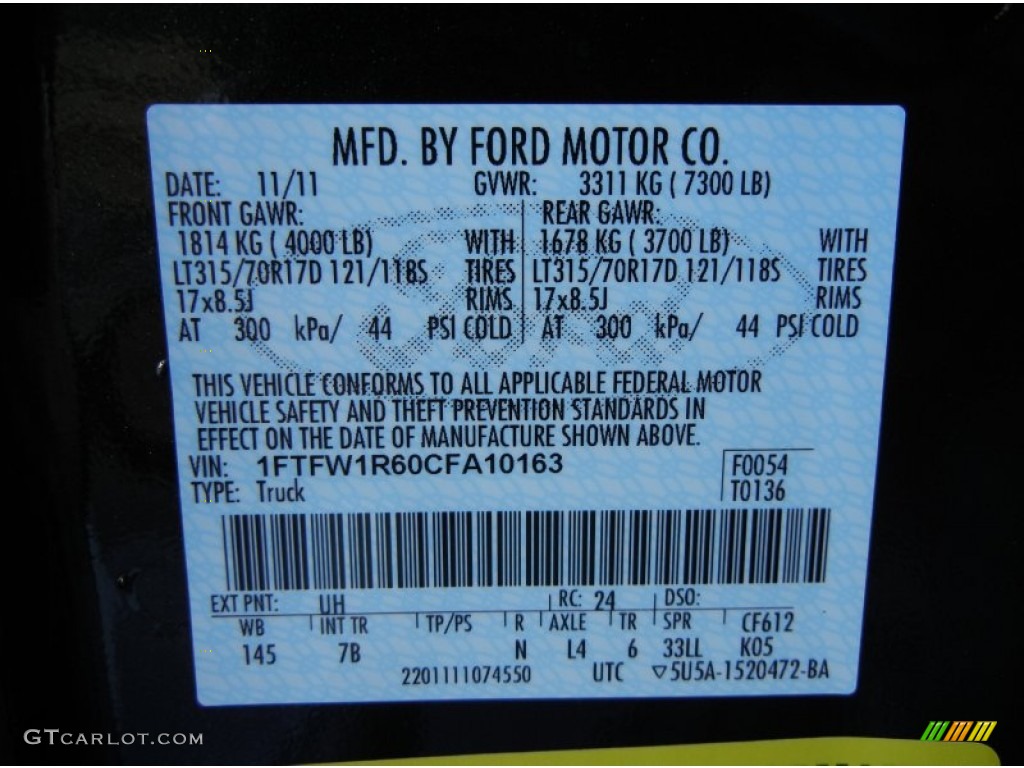 MFD. BY FORD MOTOR CO.
DATE: 11/11 GVWR: 3311 KG ( 7300 LB)
FRONT GAWR: REAR GAWR:
1814 KG ( 4000 LB) WITH 1678 KG ( 3700 LB) WITH
LT315/70R17D 121/118S TIRES LT315/70R17D 121/118S TIRES
17x8.5J RIMS 17x8.5J RIMS
AT 300 kPa/ 44 PSI COLD AT 300 kPa/ 44 PSI COLD
THIS VEHICLE CONFORMS TO ALL APPLICABLE FEDERAL MOTOR
VEHICLE SAFETY AND THEFT PREVENTION STANDARDS IN
EFFECT ON THE DATE OF MANUFACTURE SHOWN ABOVE.
VIN: 1FTFW1R60CFA10163 F0054
TYPE: Truck T0136
EXT PNT: UH RC: 24 DSO:
WB INT TR TP/PS R AXLE TR SPR CF612
145 7B N L4 6 33LL K05
2201111074550 UTC ▽5U5A-1520472-BA
GTCARLOT.COM